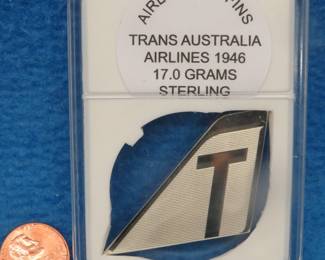 TRANS AUSTRALIA
AIRLINES 1946
17.0 GRAMS
STERLING
T